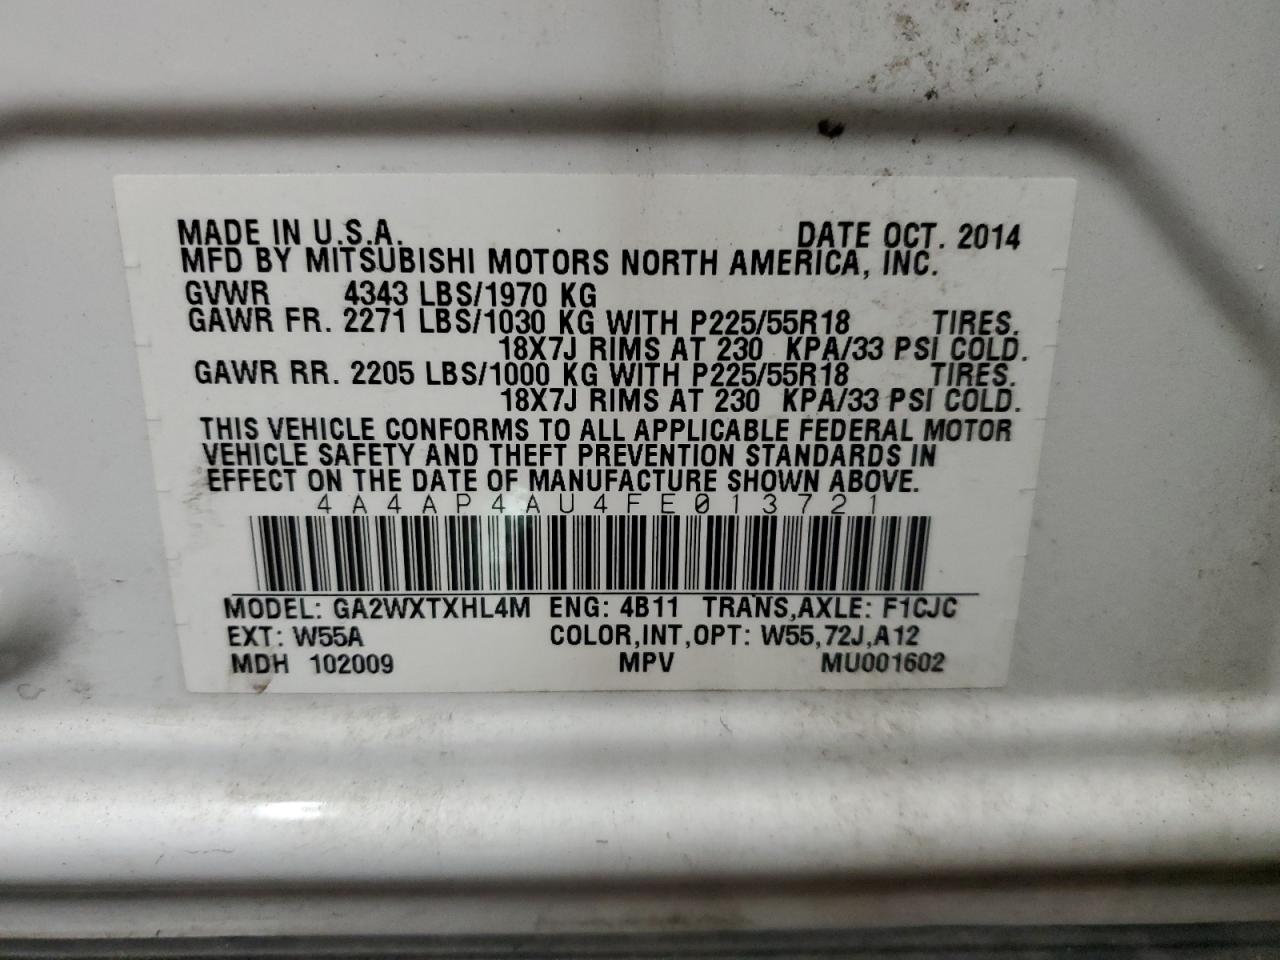 MADE IN U.S.A. DATE OCT. 2014
MFD BY MITSUBISHI MOTORS NORTH AMERICA, INC.
GVWR 4343 LBS/1970 KG
GAWR FR. 2271 LBS/1030 KG WITH P225/55R18 TIRES.
18X7J RIMS AT 230 KPA/33 PSI COLD.
GAWR RR. 2205 LBS/1000 KG WITH P225/55R18 TIRES.
18X7J RIMS AT 230 KPA/33 PSI COLD.
THIS VEHICLE CONFORMS TO ALL APPLICABLE FEDERAL MOTOR
VEHICLE SAFETY AND THEFT PREVENTION STANDARDS IN
EFFECT ON THE DATE OF MANUFACTURE SHOWN ABOVE.
4A4AP4AU4FE013721
MODEL: GA2WXTXHL4M ENG: 4B11 TRANS,AXLE: F1CJC
EXT: W55A COLOR,INT,OPT: W55,72J,A12
MDH 102009 MPV MU001602